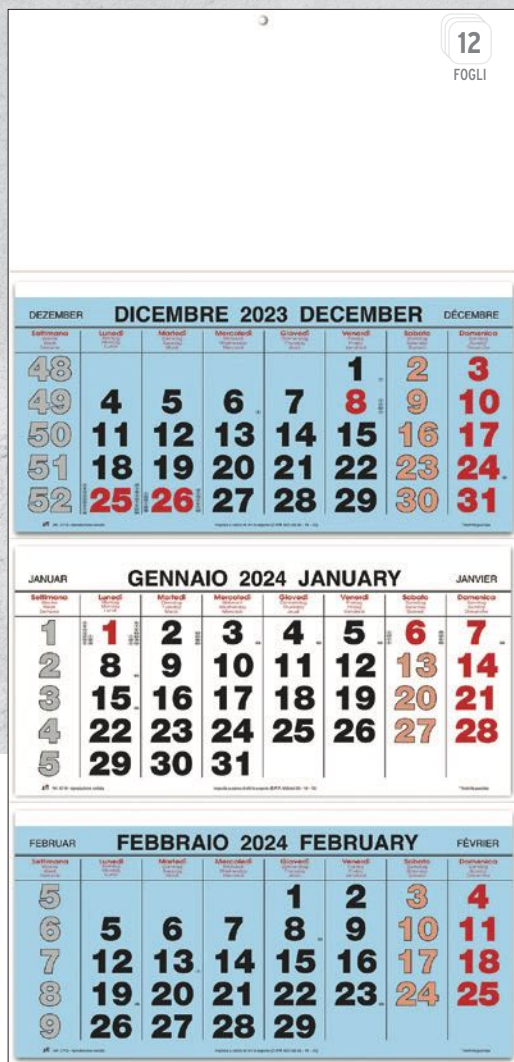 12
FOGLI
DEZEMBER DICEMBRE 2023 DECEMBER DÉCEMBRE
Settimana Lunedì Martedì Mercoledì Giovedì Venerdì Sabato Domenica
48 1 2 3
49 4 5 6 7 8 9 10
50 11 12 13 14 15 16 17
51 18 19 20 21 22 23 24
52 25 26 27 28 29 30 31
JANUAR GENNAIO 2024 JANUARY JANVIER
Settimana Lunedì Martedì Mercoledì Giovedì Venerdì Sabato Domenica
1 1 2 3 4 5 6 7
2 8 9 10 11 12 13 14
3 15 16 17 18 19 20 21
4 22 23 24 25 26 27 28
5 29 30 31
FEBRUAR FEBBRAIO 2024 FEBRUARY FÉVRIER
Settimana Lunedì Martedì Mercoledì Giovedì Venerdì Sabato Domenica
5 1 2 3 4
6 5 6 7 8 9 10 11
7 12 13 14 15 16 17 18
8 19 20 21 22 23 24 25
9 26 27 28 29